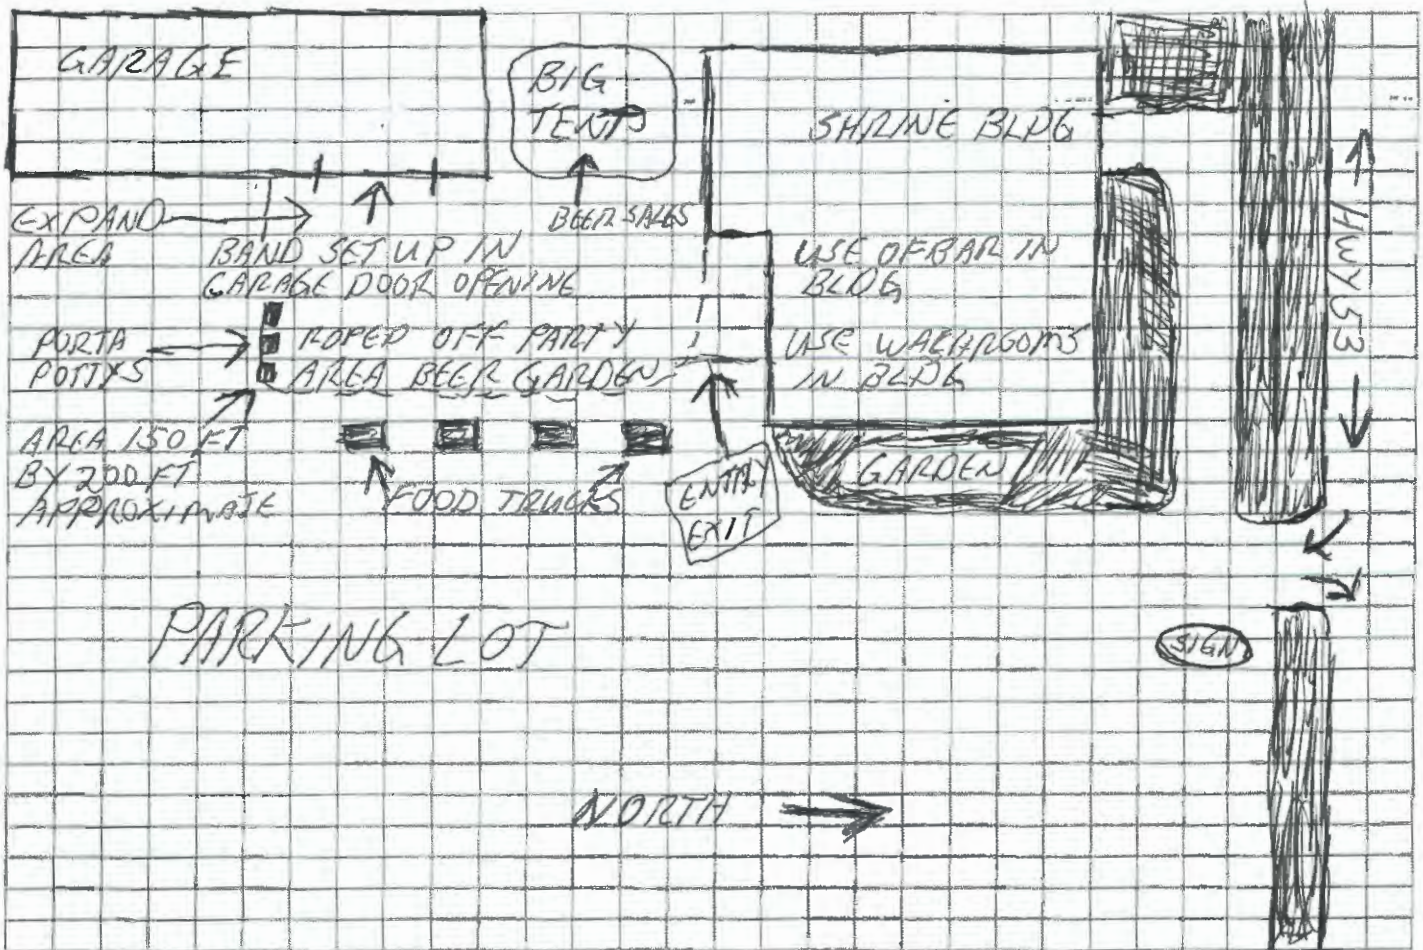 GARAGE
BIG
TENT
SHRINE BLDG
EXPAND
AREA
BEER SALES
BAND SET UP IN
GARAGE DOOR OPENING
USE OF BAR IN
BLDG
HWY 53
PORTA
POTTYS
ROPED OFF PARTY
AREA BEER GARDEN
USE WAEHROOMS
IN BLDG
AREA 150 FT
BY 200 FT
APPROXIMATE
FOOD TRUCKS
ENTRY
EXIT
GARDEN
PARKING LOT
SIGN
NORTH